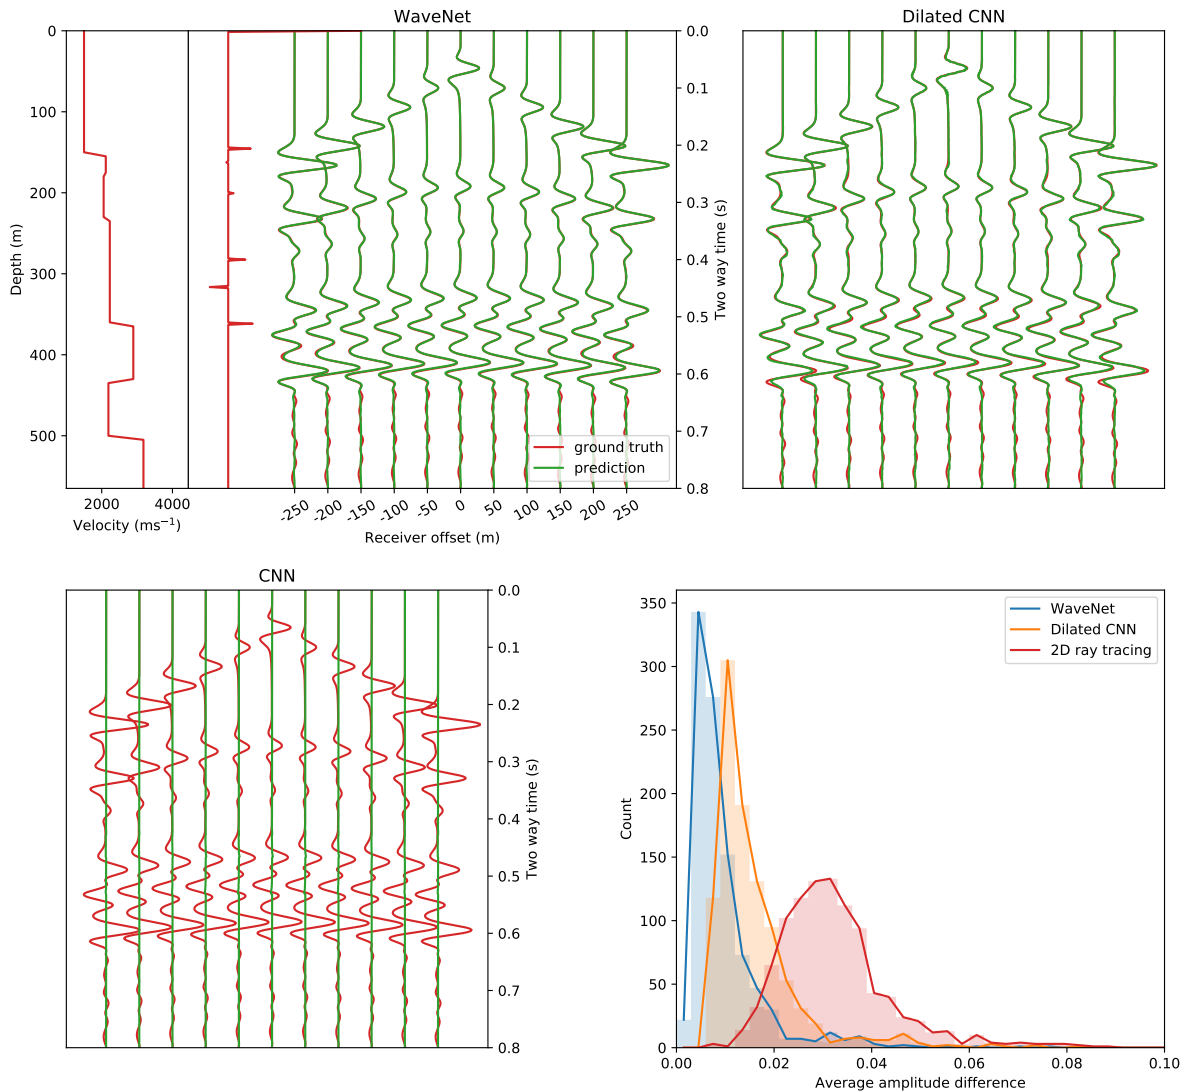 WaveNet
Dilated CNN
0
100
200
300
400
500
Depth (m)
2000 4000
Velocity (ms⁻¹)
-250 -200 -150 -100 -50 0 50 100 150 200 250
Receiver offset (m)
0.0
0.1
0.2
0.3
0.4
0.5
0.6
0.7
0.8
Two way time (s)
ground truth
prediction
CNN
0.0
0.1
0.2
0.3
0.4
0.5
0.6
0.7
0.8
Two way time (s)
350
300
250
200
150
100
50
0
Count
WaveNet
Dilated CNN
2D ray tracing
0.00 0.02 0.04 0.06 0.08 0.10
Average amplitude difference